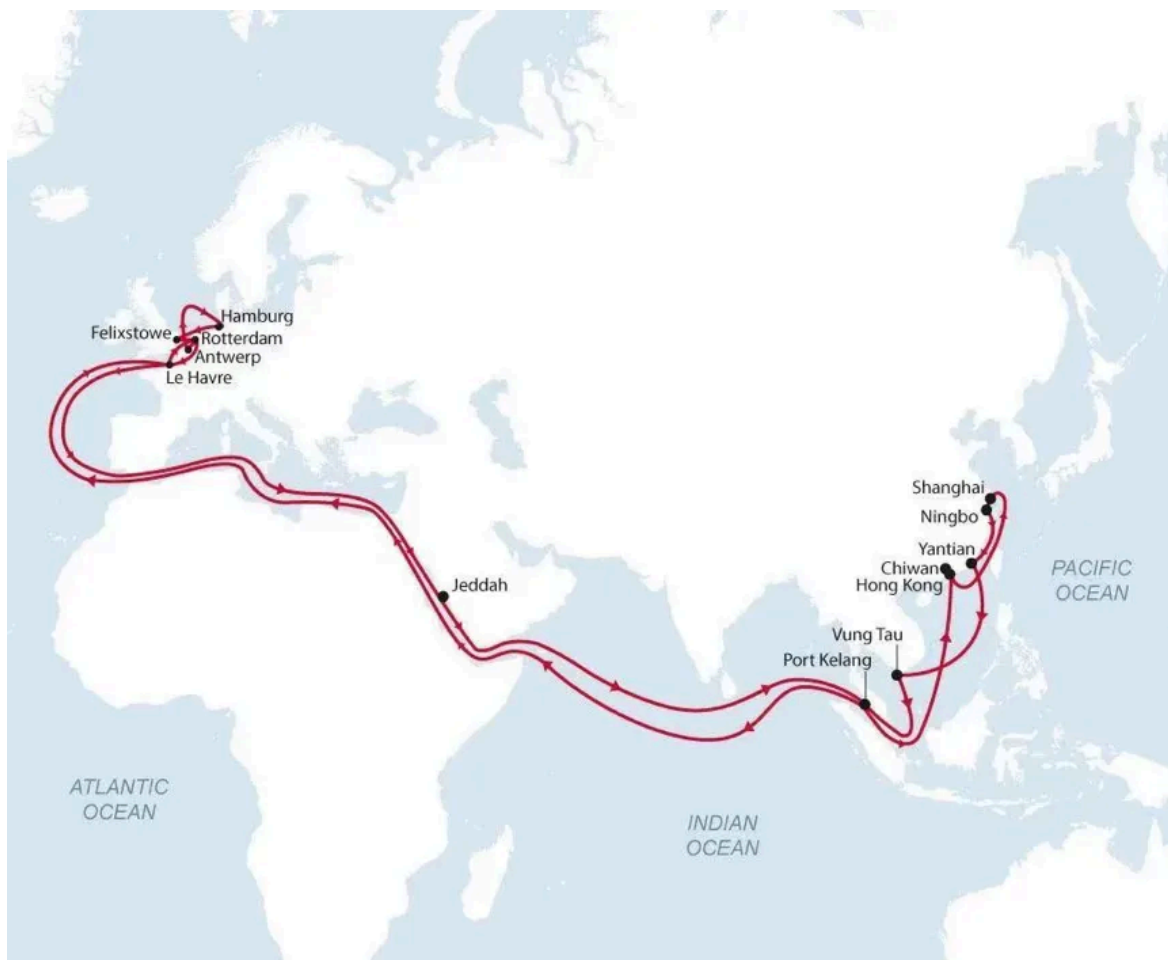 Hamburg
Felixstowe
Rotterdam
Antwerp
Le Havre
Shanghai
Ningbo
Yantian
Chiwan
Hong Kong
PACIFIC
OCEAN
Jeddah
Vung Tau
Port Kelang
ATLANTIC
OCEAN
INDIAN
OCEAN